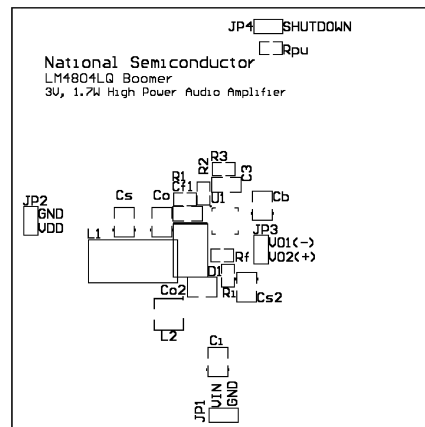 JP4 SHUTDOWN
Rpu
National Semiconductor
LM4804LQ Boomer
3V, 1.7W High Power Audio Amplifier
R3
R2
R1
C3
Cf1
U1
Cb
JP2
GND
VDD
Cs
Co
L1
JP3
VO1(-)
VO2(+)
Rf
D1
Ri
Co2
Cs2
L2
Ci
VIN
GND
JP1